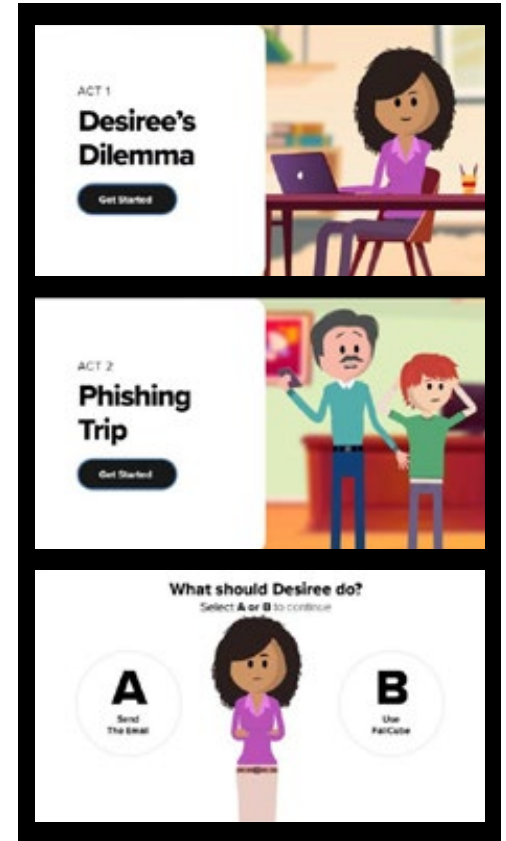 ACT 1
Desiree's
Dilemma
Get Started
ACT 2
Phishing
Trip
Get Started
What should Desiree do?
Select A or B to continue
A
Send
The Email
B
Use